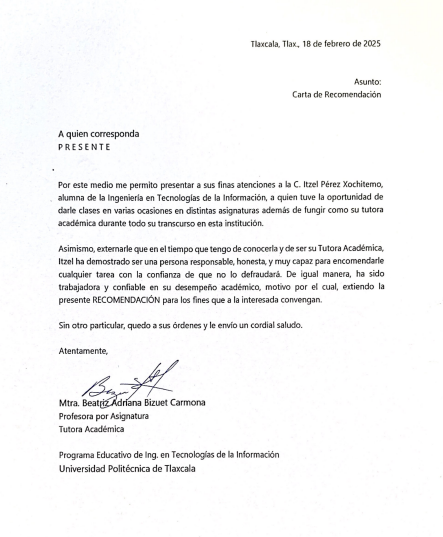 Tlaxcala, Tlax., 18 de febrero de 2025
Asunto:
Carta de Recomendación
A quien corresponda
P R E S E N T E
Por este medio me permito presentar a sus finas atenciones a la C. Itzel Pérez Xochitemo,
alumna de la Ingeniería en Tecnologías de la Información, a quien tuve la oportunidad de
darle clases en varias ocasiones en distintas asignaturas además de fungir como su tutora
académica durante todo su transcurso en esta institución.
Asimismo, externarle que en el tiempo que tengo de conocerla y de ser su Tutora Académica,
Itzel ha demostrado ser una persona responsable, honesta, y muy capaz para encomendarle
cualquier tarea con la confianza de que no lo defraudará. De igual manera, ha sido
trabajadora y confiable en su desempeño académico, motivo por el cual, extiendo la
presente RECOMENDACIÓN para los fines que a la interesada convengan.
Sin otro particular, quedo a sus órdenes y le envío un cordial saludo.
Atentamente,
Mtra. Beatriz Adriana Bizuet Carmona
Profesora por Asignatura
Tutora Académica
Programa Educativo de Ing. en Tecnologías de la Información
Universidad Politécnica de Tlaxcala